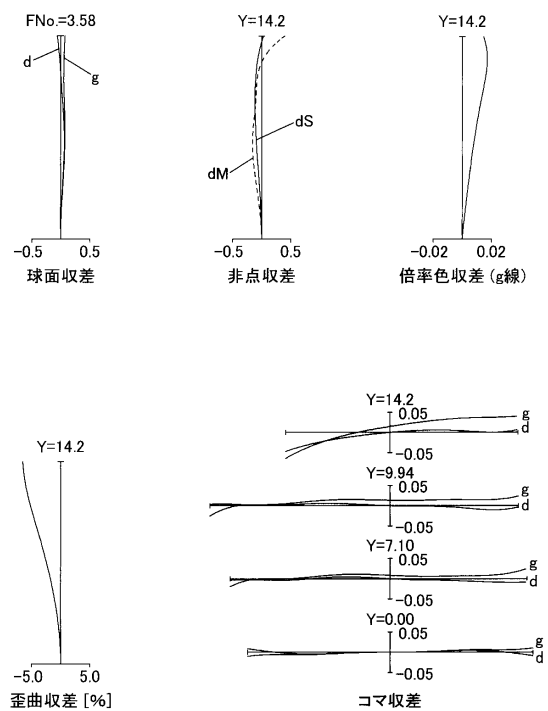 FNo.=3.58
Y=14.2
Y=14.2
d
g
dS
dM
-0.5 0.5
-0.5 0.5
-0.02 0.02
球面収差
非点収差
倍率色収差 (g線)
Y=14.2
-5.0 5.0
歪曲収差 [%]
Y=14.2
0.05
g
d
-0.05
Y=9.94
0.05
g
d
-0.05
Y=7.10
0.05
g
d
-0.05
Y=0.00
0.05
g
d
-0.05
コマ収差